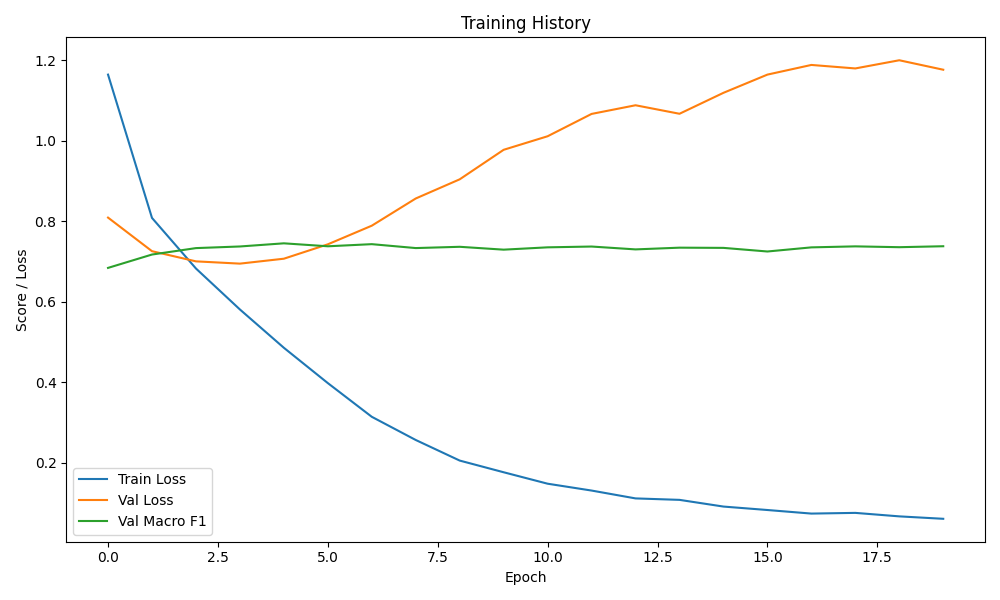 Training History
1.2
1.0
0.8
0.6
0.4
0.2
Score / Loss
Train Loss
Val Loss
Val Macro F1
0.0 2.5 5.0 7.5 10.0 12.5 15.0 17.5
Epoch